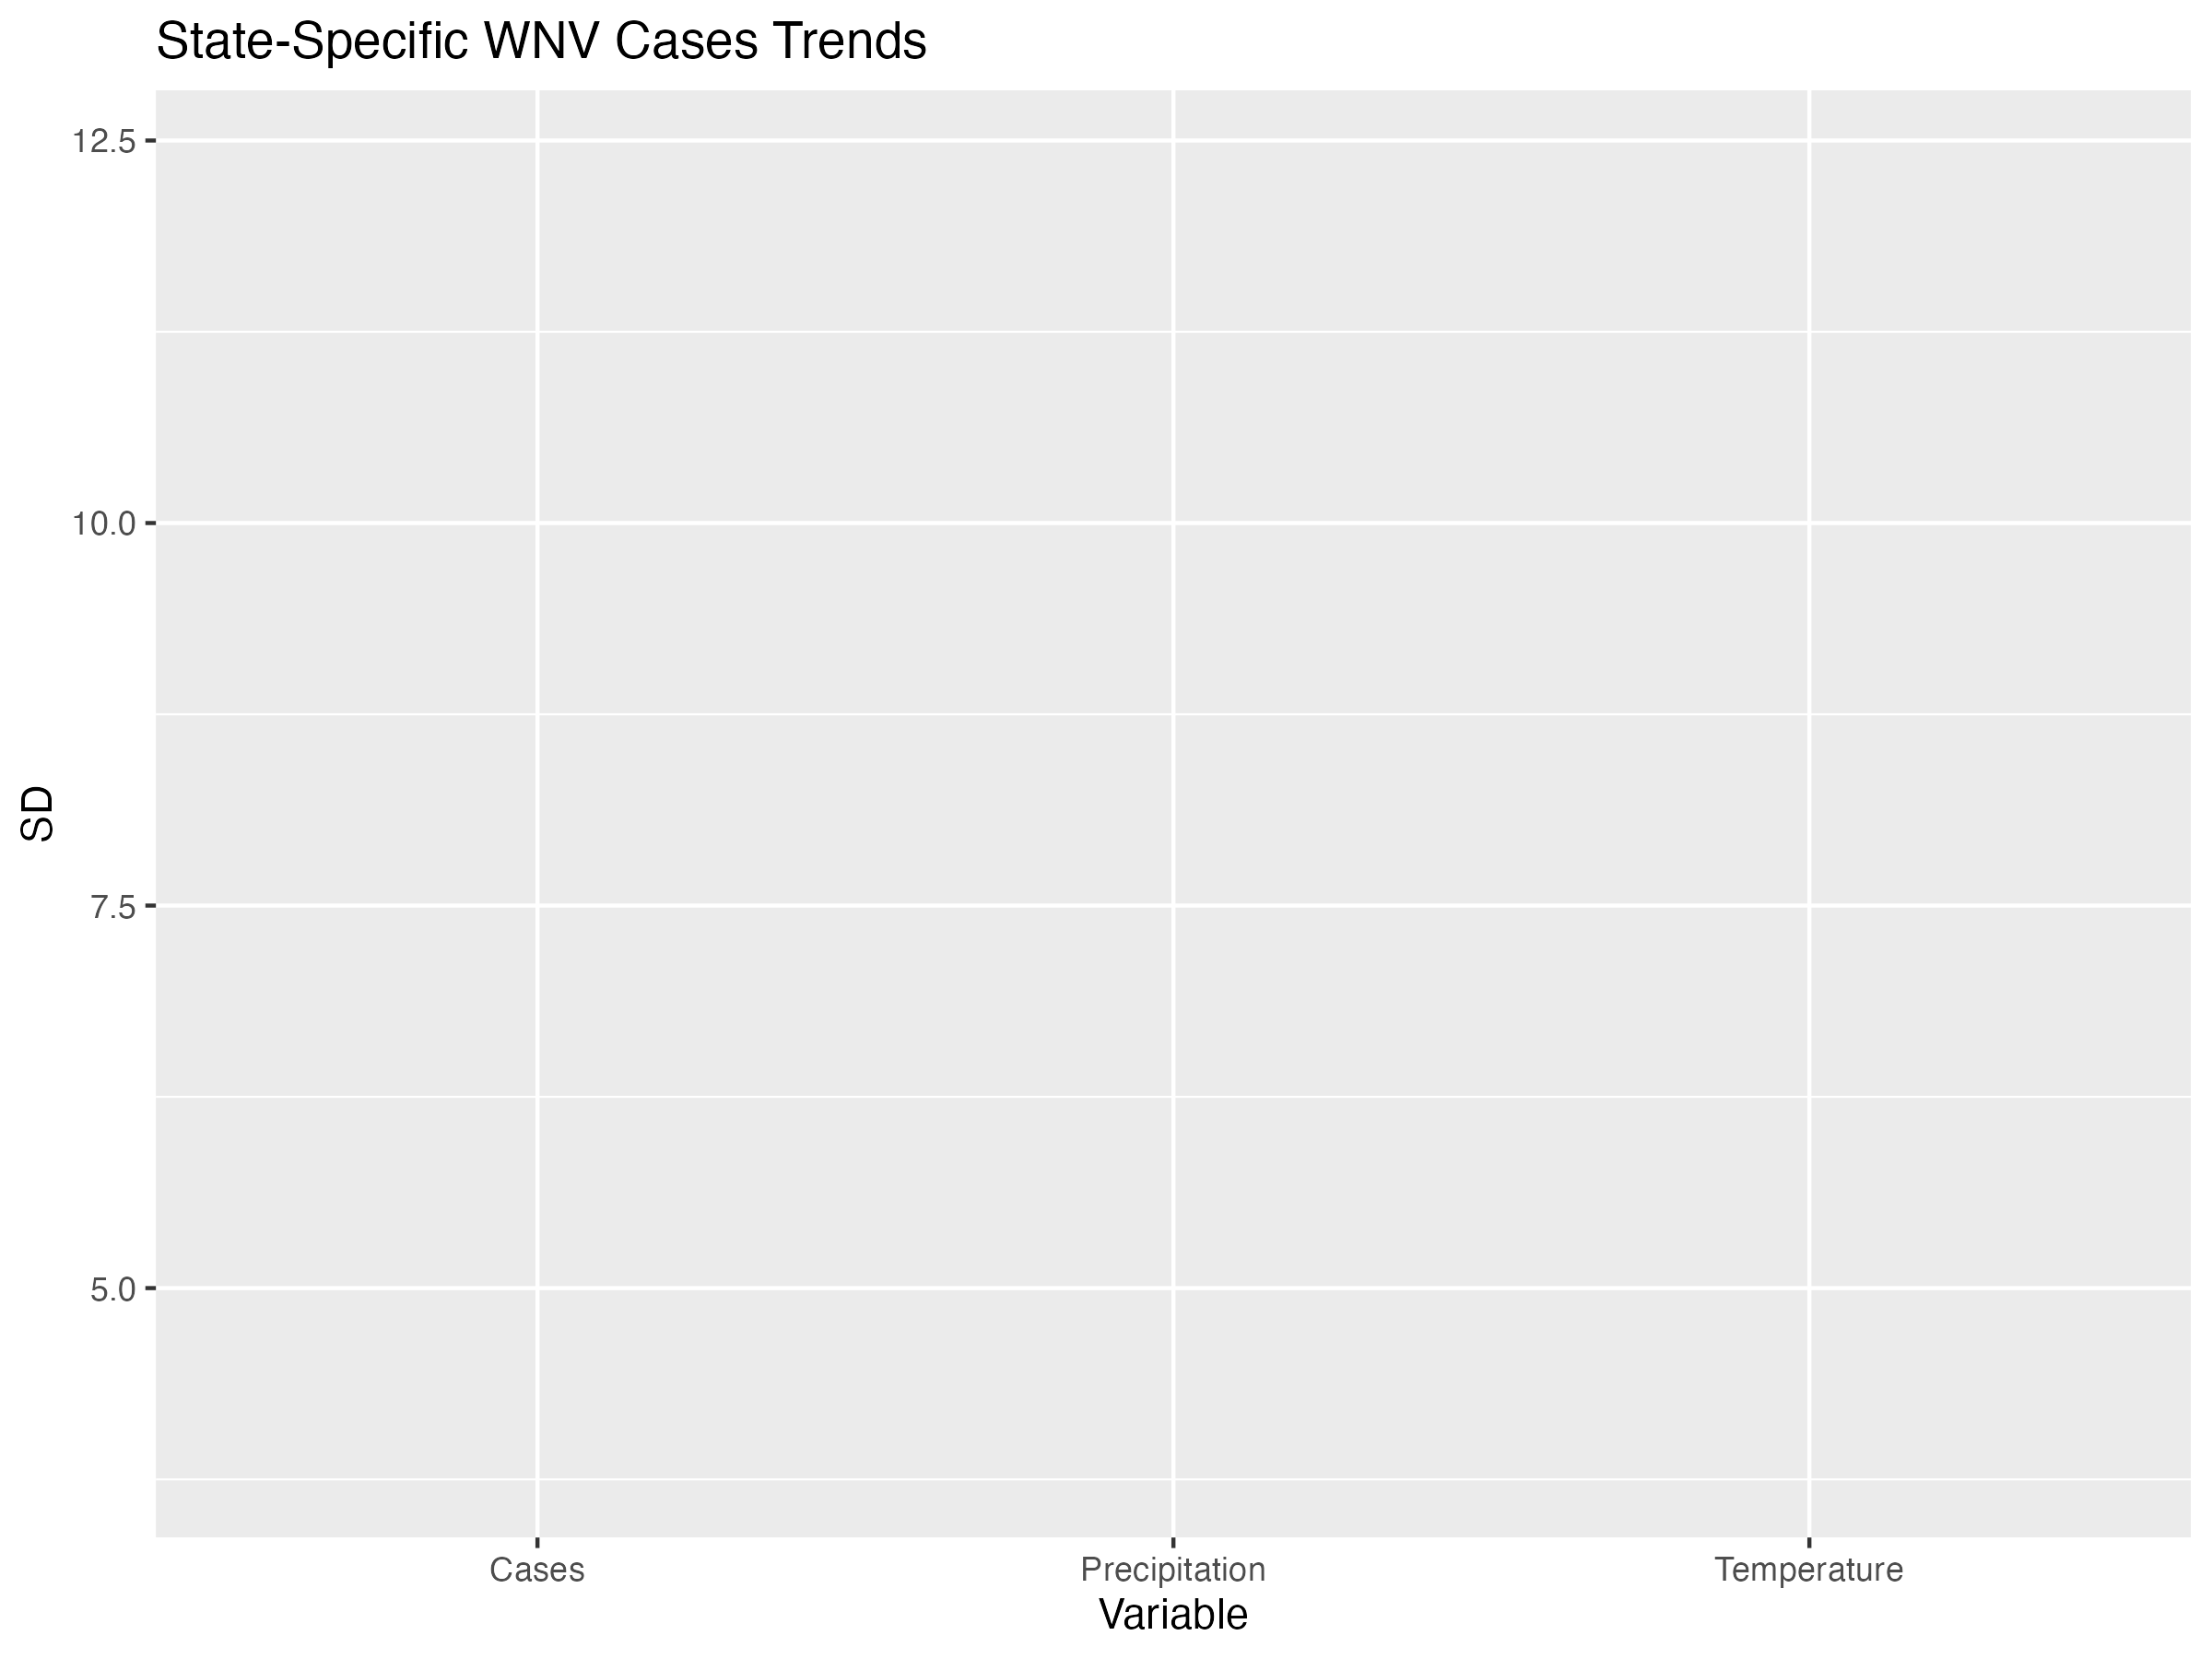 State-Specific WNV Cases Trends
12.5
10.0
7.5
5.0
SD
Cases Precipitation Temperature
Variable